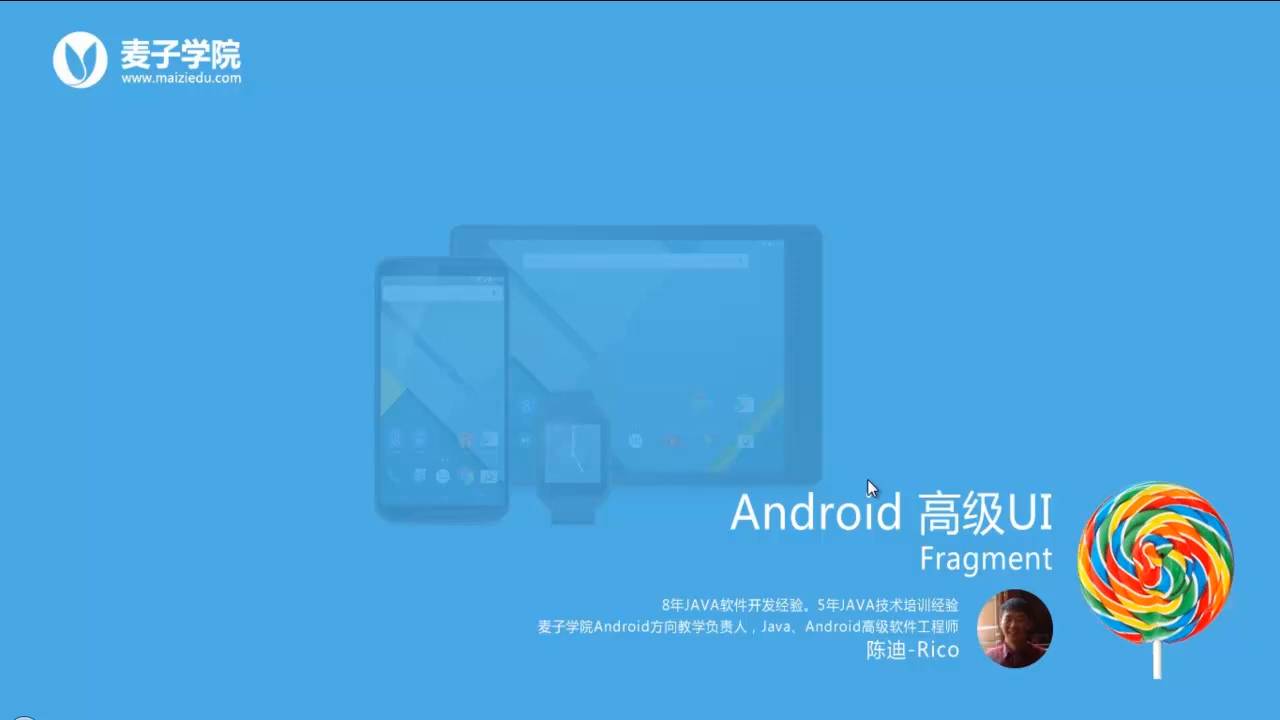 麦子学院
www.maiziedu.com
Android 高级UI
Fragment
8年JAVA软件开发经验。5年JAVA技术培训经验
麦子学院Android方向教学负责人，Java、Android高级软件工程师
陈迪-Rico